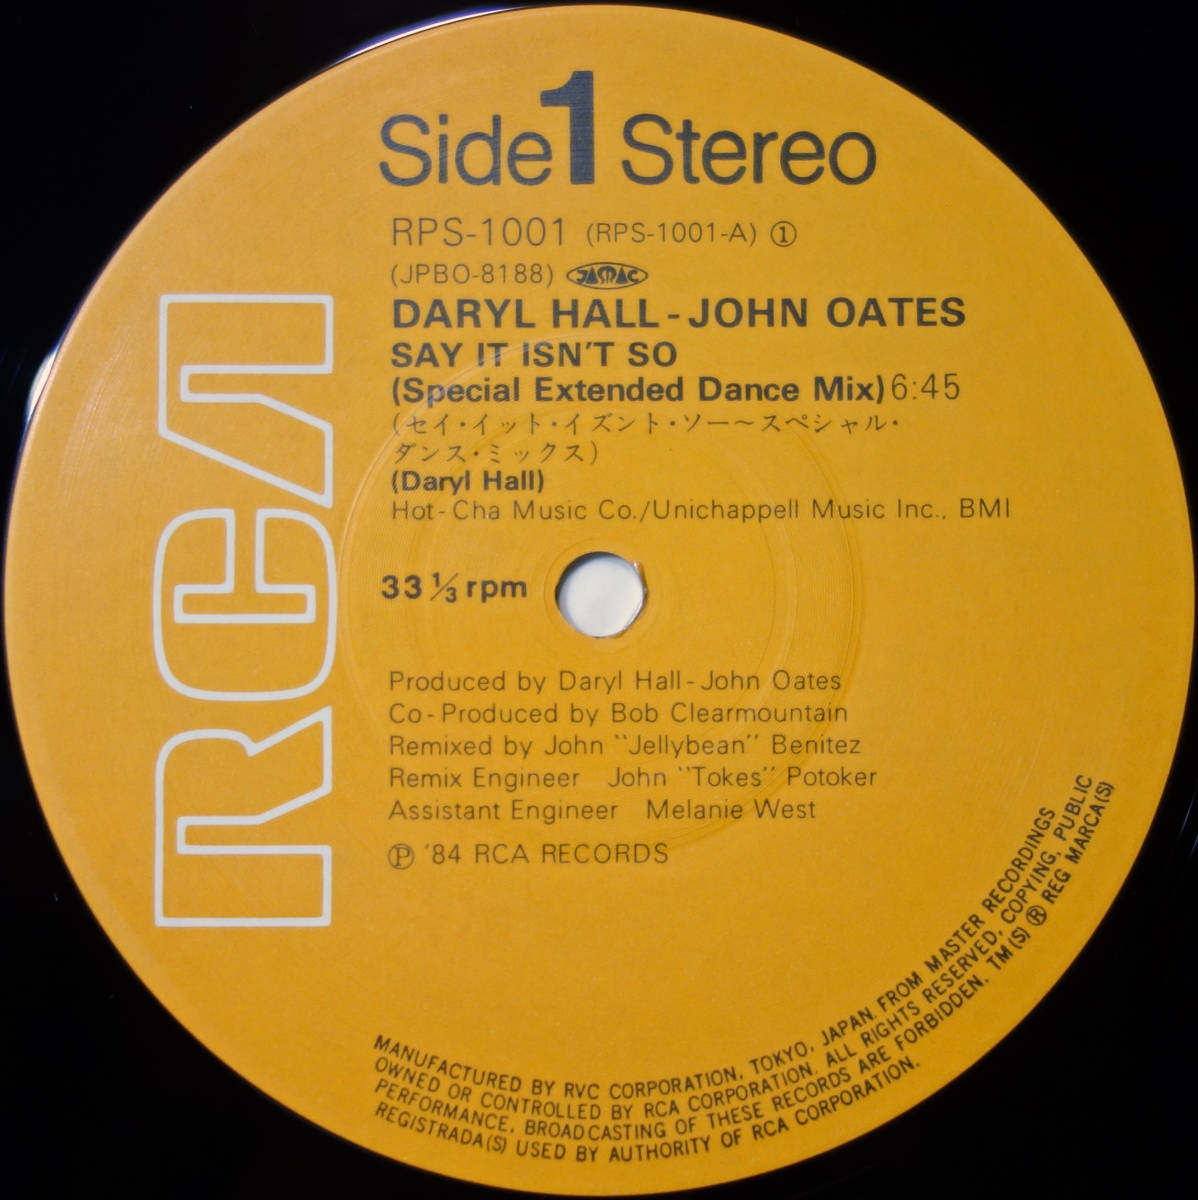 Side 1 Stereo
RPS-1001 (RPS-1001-A) ①
(JPBO-8188) JASRAC
DARYL HALL-JOHN OATES
SAY IT ISN'T SO
(Special Extended Dance Mix) 6:45
(セイ・イット・イズント・ソー〜スペシャル・
ダンス・ミックス)
(Daryl Hall)
Hot-Cha Music Co./Unichappell Music Inc., BMI
33 1/3 rpm
Produced by Daryl Hall-John Oates
Co-Produced by Bob Clearmountain
Remixed by John "Jellybean" Benitez
Remix Engineer John "Tokes" Potoker
Assistant Engineer Melanie West
Ⓟ '84 RCA RECORDS
RCA
MANUFACTURED BY RVC CORPORATION, TOKYO, JAPAN. FROM MASTER RECORDINGS
OWNED OR CONTROLLED BY RCA CORPORATION. ALL RIGHTS RESERVED. COPYING, PUBLIC
PERFORMANCE, BROADCASTING OF THESE RECORDS ARE FORBIDDEN. TM(S) ® REG MARCA(S)
REGISTRADA(S) USED BY AUTHORITY OF RCA CORPORATION.